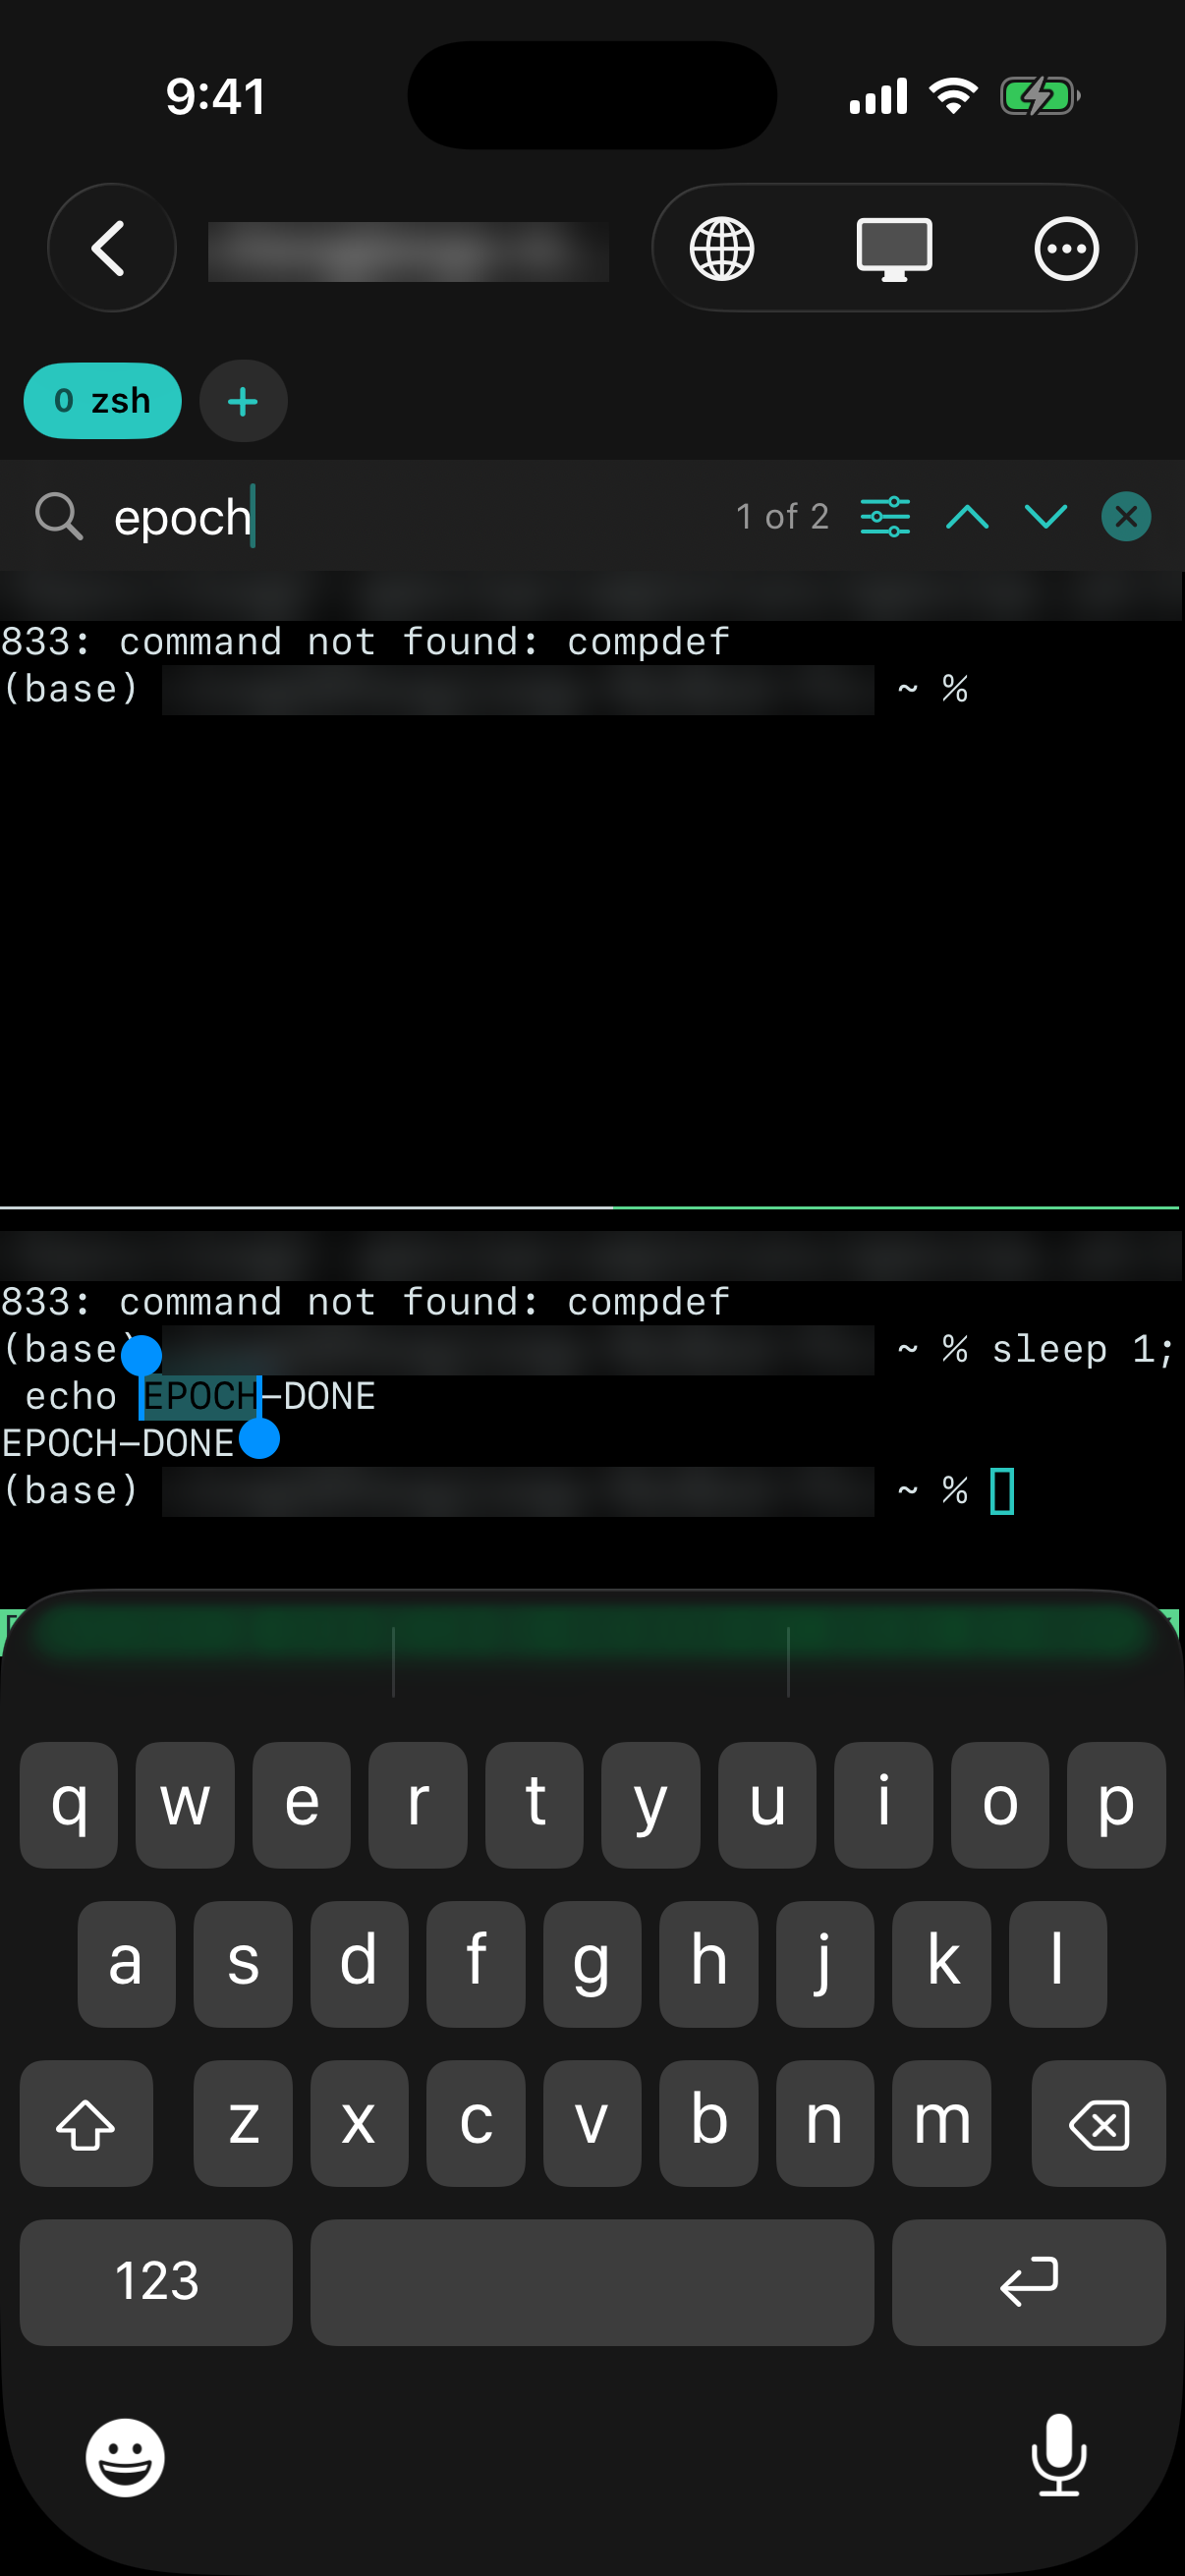 9:41
0 zsh +
epoch 1 of 2
833: command not found: compdef
(base) ~ %
833: command not found: compdef
(base) ~ % sleep 1;
echo EPOCH-DONE
EPOCH-DONE
(base) ~ %
q w e r t y u i o p
a s d f g h j k l
z x c v b n m
123